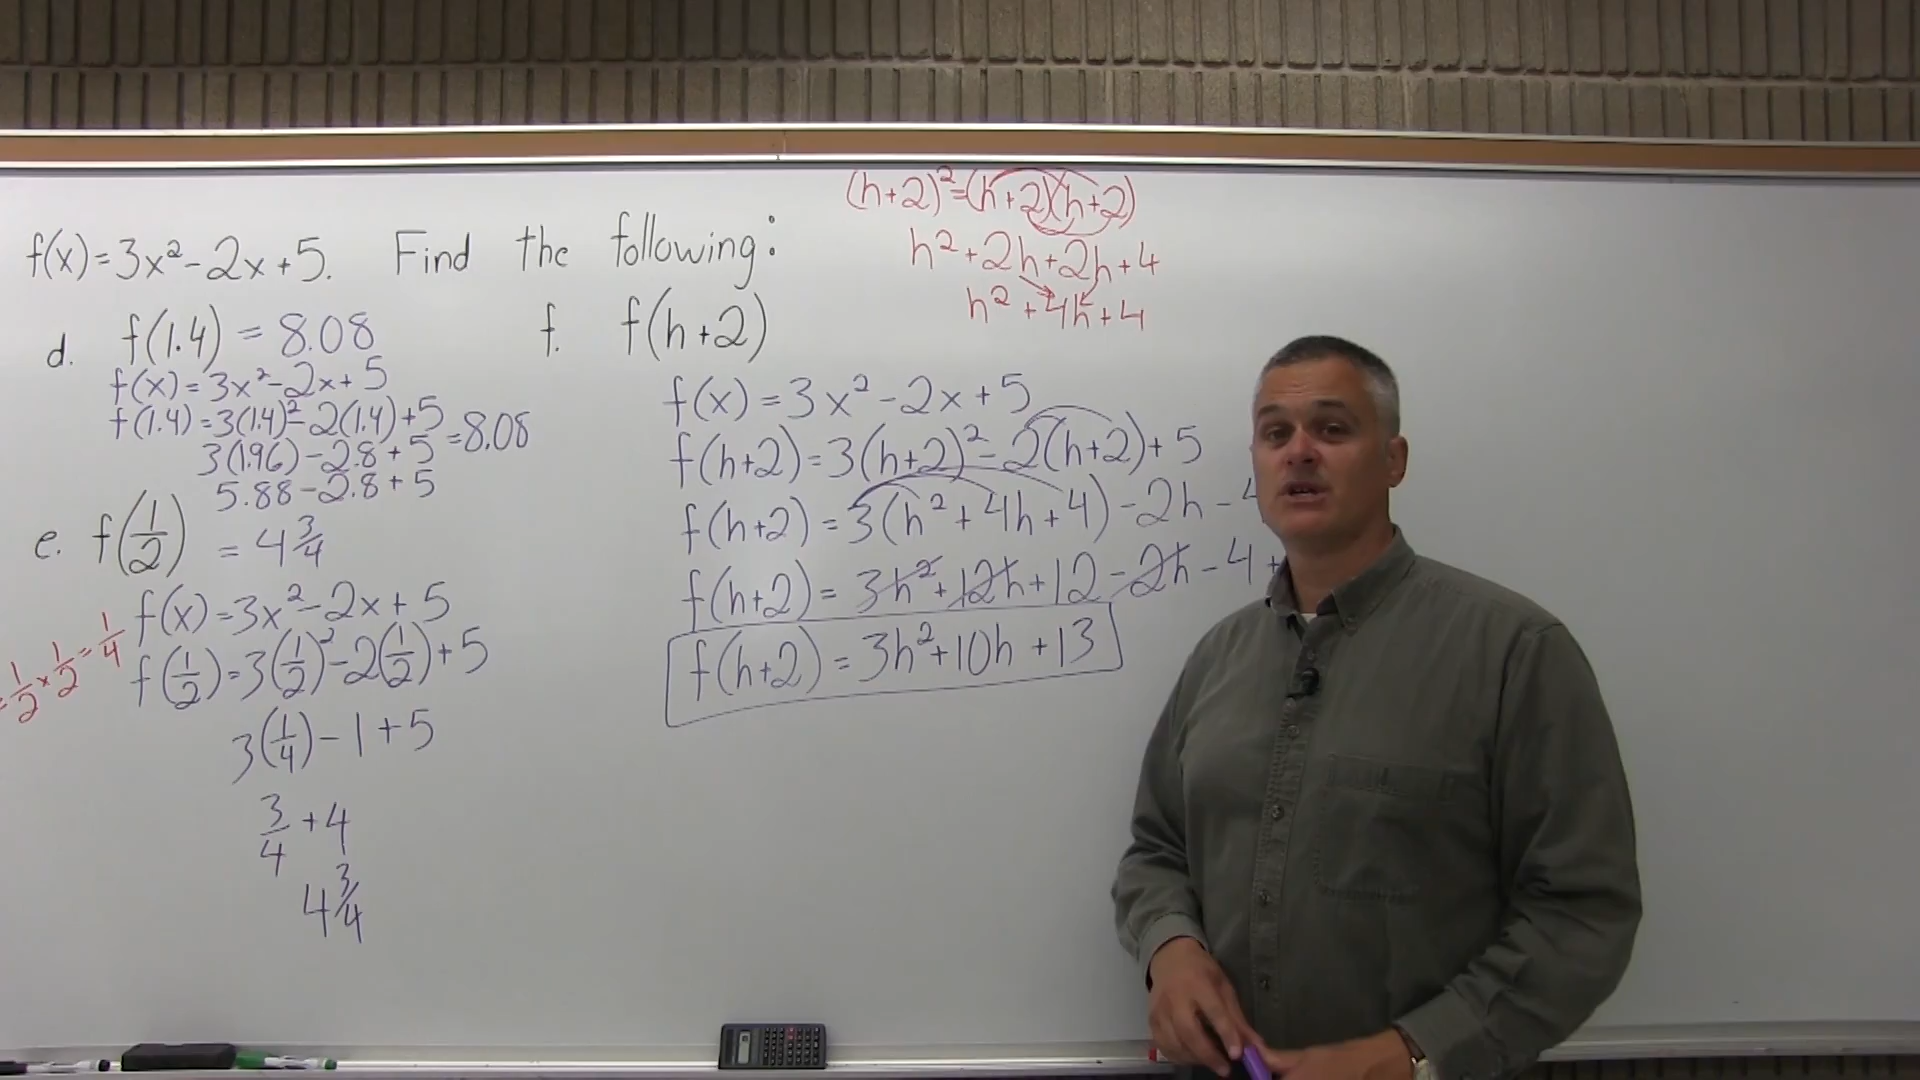 f(x)=3x²-2x+5. Find the following:
d. f(1.4) = 8.08
f(x)=3x²-2x+5
f(1.4)=3(1.4)²-2(1.4)+5 =8.08
3(1.96)-2.8+5
5.88-2.8+5
e. f(1/2) = 4 3/4
f(x)=3x²-2x+5
f(1/2)=3(1/2)²-2(1/2)+5
=1/2×1/2=1/4
3(1/4)-1+5
3/4+4
4 3/4
f. f(h+2)
(h+2)²=(h+2)(h+2)
h²+2h+2h+4
h²+4h+4
f(x)=3x²-2x+5
f(h+2)=3(h+2)²-2(h+2)+5
f(h+2)=3(h²+4h+4)-2h-4
f(h+2)=3h²+12h+12-2h-4+
f(h+2)=3h²+10h+13